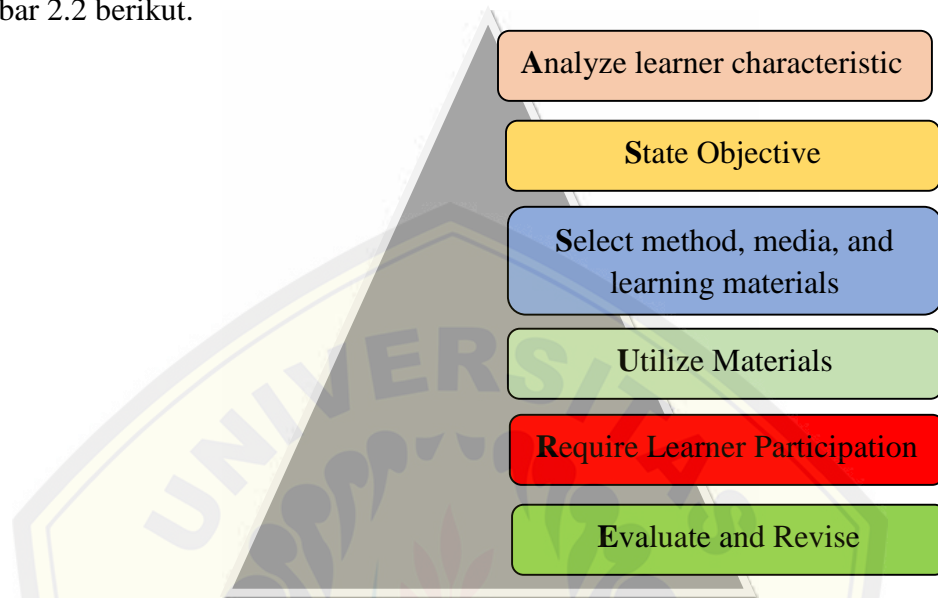 bar 2.2 berikut.
Analyze learner characteristic
State Objective
Select method, media, and
learning materials
Utilize Materials
Require Learner Participation
Evaluate and Revise
UNIVERSITAS